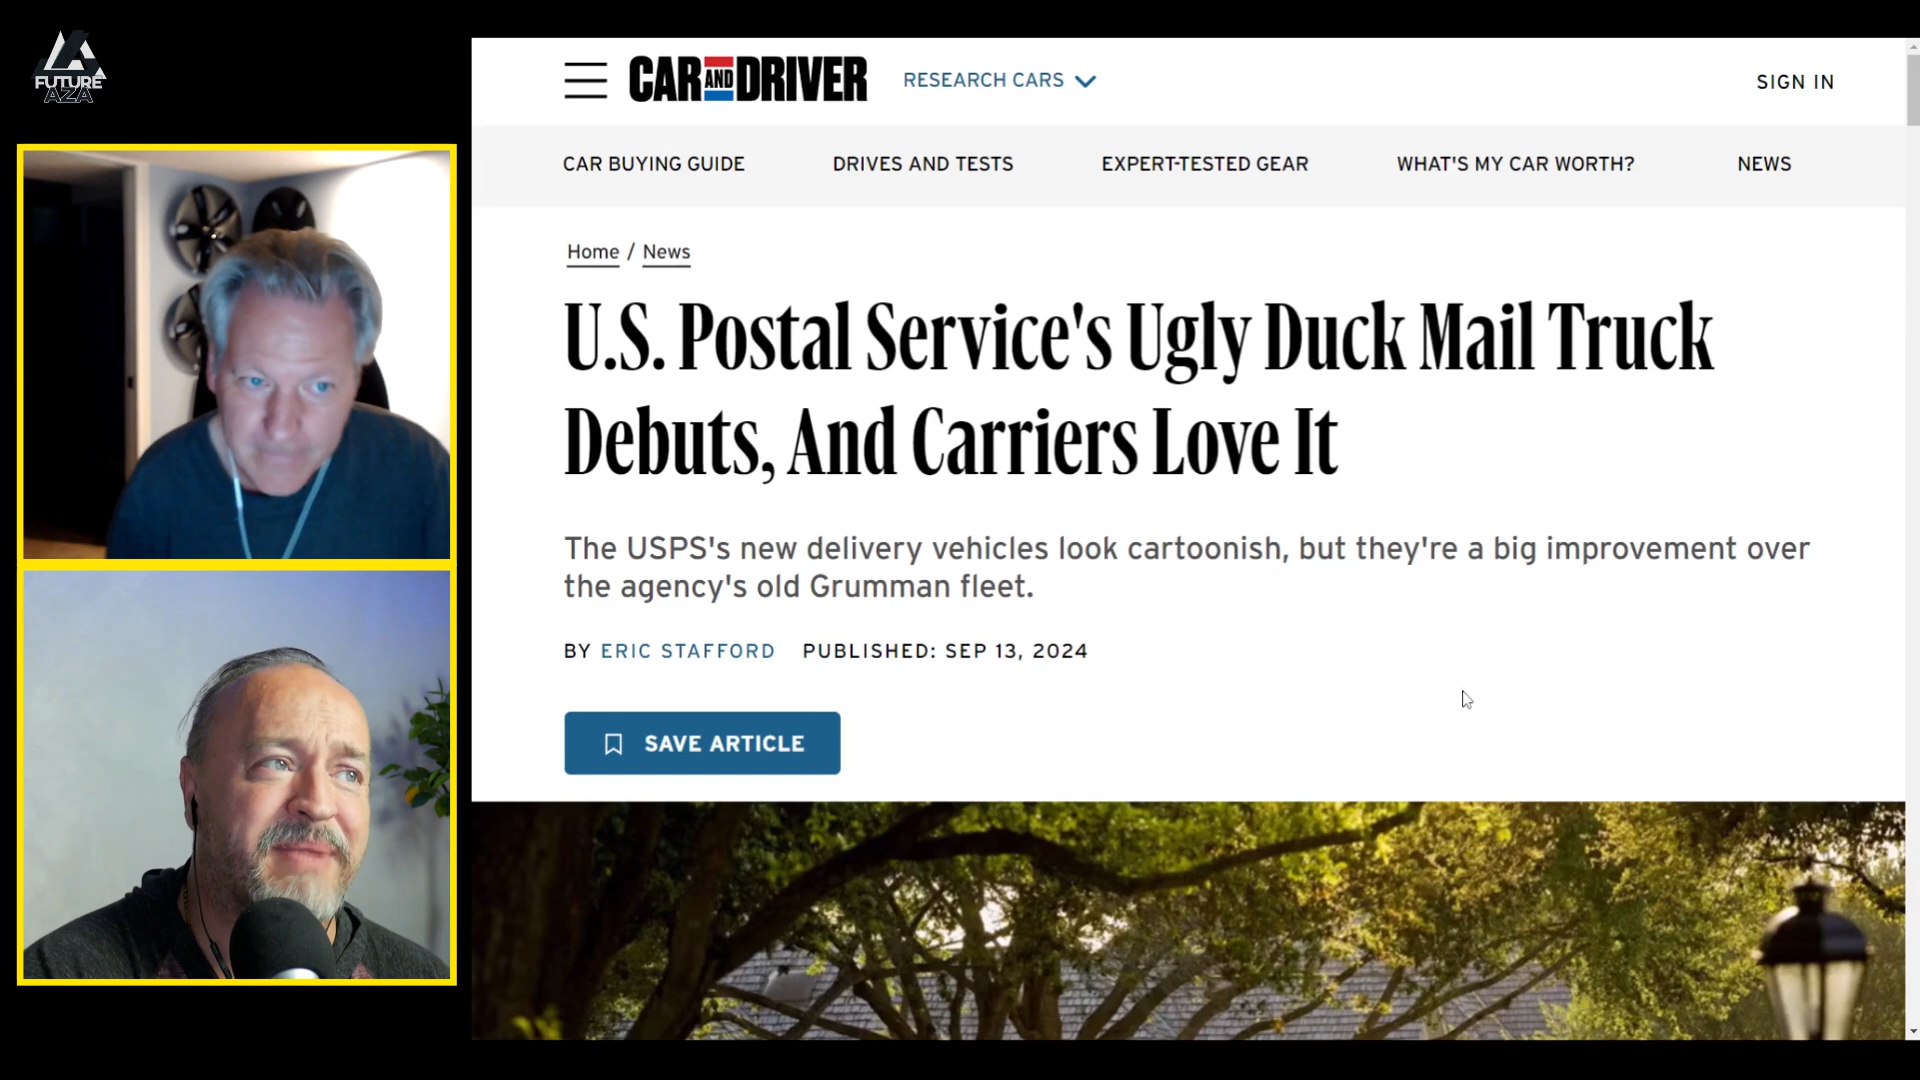 FUTURE
AZA
CAR AND DRIVER
RESEARCH CARS
SIGN IN
CAR BUYING GUIDE
DRIVES AND TESTS
EXPERT-TESTED GEAR
WHAT'S MY CAR WORTH?
NEWS
Home / News
U.S. Postal Service's Ugly Duck Mail Truck
Debuts, And Carriers Love It
The USPS's new delivery vehicles look cartoonish, but they're a big improvement over
the agency's old Grumman fleet.
BY ERIC STAFFORD PUBLISHED: SEP 13, 2024
SAVE ARTICLE